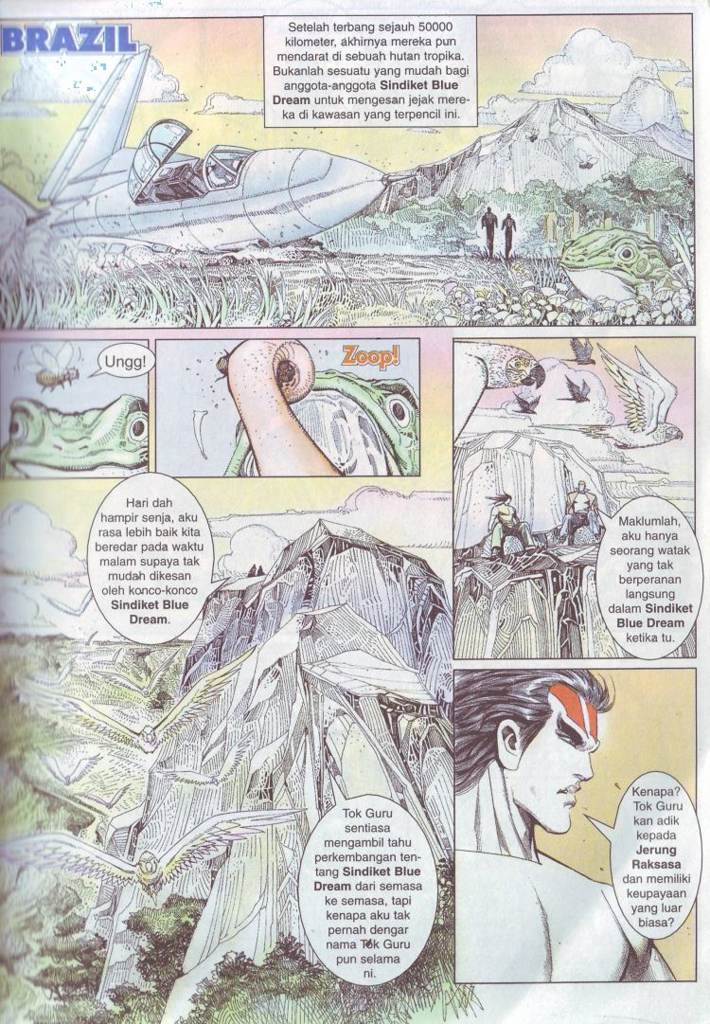 BRAZIL
Setelah terbang sejauh 50000
kilometer, akhirnya mereka pun
mendarat di sebuah hutan tropika.
Bukanlah sesuatu yang mudah bagi
anggota-anggota Sindiket Blue
Dream untuk mengesan jejak mere-
ka di kawasan yang terpencil ini.
Ungg!
Zoop!
Maklumlah,
aku hanya
seorang watak
yang tak
berperanan
langsung
dalam Sindiket
Blue Dream
ketika tu.
Hari dah
hampir senja, aku
rasa lebih baik kita
beredar pada waktu
malam supaya tak
mudah dikesan
oleh konco-konco
Sindiket Blue
Dream.
Tok Guru
sentiasa
mengambil tahu
perkembangan ten-
tang Sindiket Blue
Dream dari semasa
ke semasa, tapi
kenapa aku tak
pernah dengar
nama Tok Guru
pun selama
ni.
Kenapa?
Tok Guru
kan adik
kepada
Jerung
Raksasa
dan memiliki
keupayaan
yang luar
biasa?